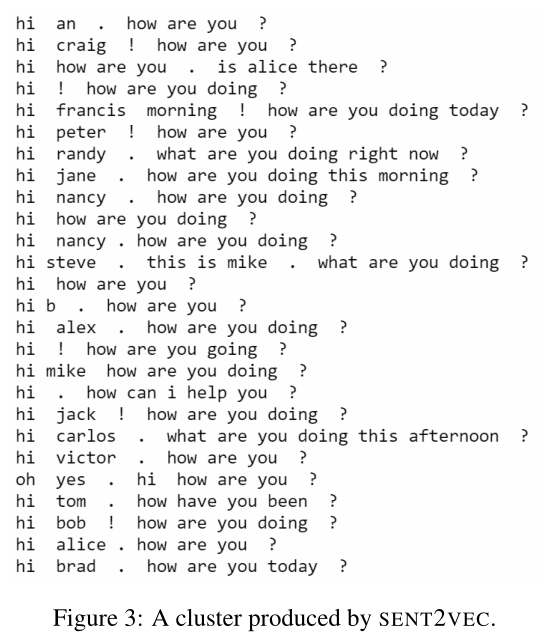 hi an . how are you ?
hi craig ! how are you ?
hi how are you . is alice there ?
hi ! how are you doing ?
hi francis morning ! how are you doing today ?
hi peter ! how are you ?
hi randy . what are you doing right now ?
hi jane . how are you doing this morning ?
hi nancy . how are you doing ?
hi how are you doing ?
hi nancy . how are you doing ?
hi steve . this is mike . what are you doing ?
hi how are you ?
hi b . how are you ?
hi alex . how are you doing ?
hi ! how are you going ?
hi mike how are you doing ?
hi . how can i help you ?
hi jack ! how are you doing ?
hi carlos . what are you doing this afternoon ?
hi victor . how are you ?
oh yes . hi how are you ?
hi tom . how have you been ?
hi bob ! how are you doing ?
hi alice . how are you ?
hi brad . how are you today ?
Figure 3: A cluster produced by SENT2VEC.